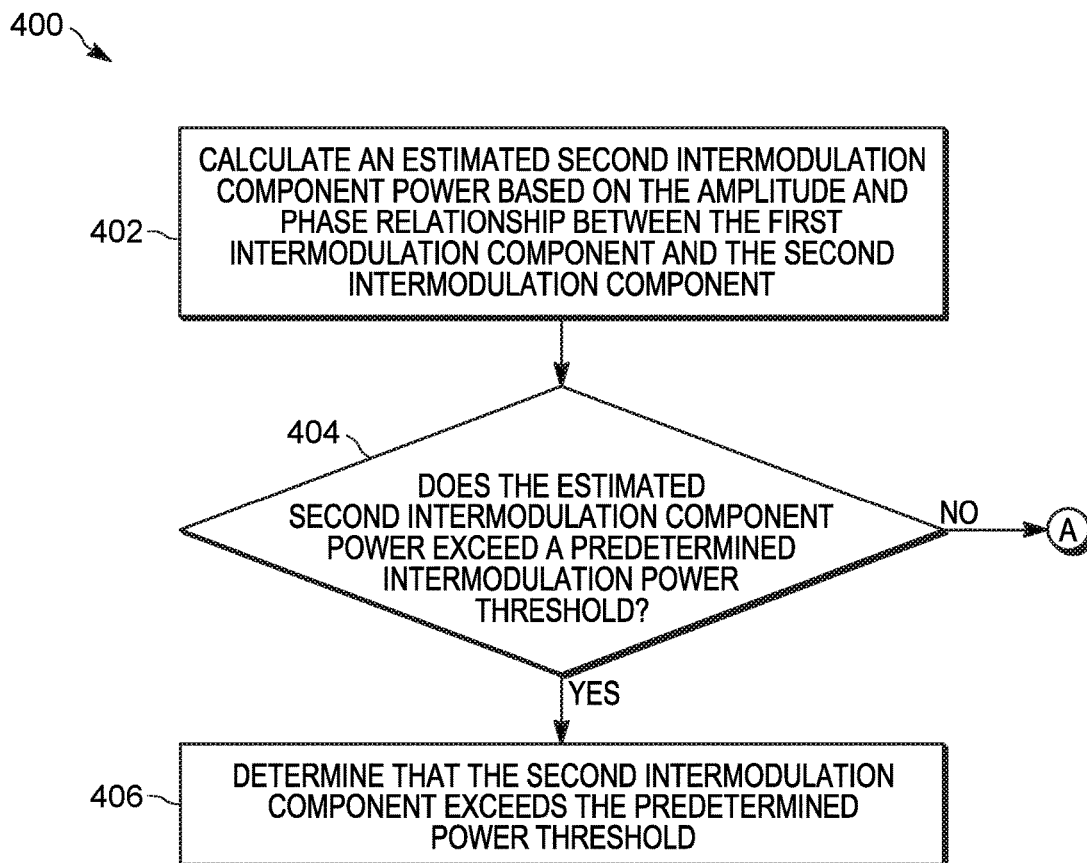 400
CALCULATE AN ESTIMATED SECOND INTERMODULATION
COMPONENT POWER BASED ON THE AMPLITUDE AND
PHASE RELATIONSHIP BETWEEN THE FIRST
INTERMODULATION COMPONENT AND THE SECOND
INTERMODULATION COMPONENT
402
404
DOES THE ESTIMATED
SECOND INTERMODULATION COMPONENT
POWER EXCEED A PREDETERMINED
INTERMODULATION POWER
THRESHOLD?
NO
A
YES
406
DETERMINE THAT THE SECOND INTERMODULATION
COMPONENT EXCEEDS THE PREDETERMINED
POWER THRESHOLD